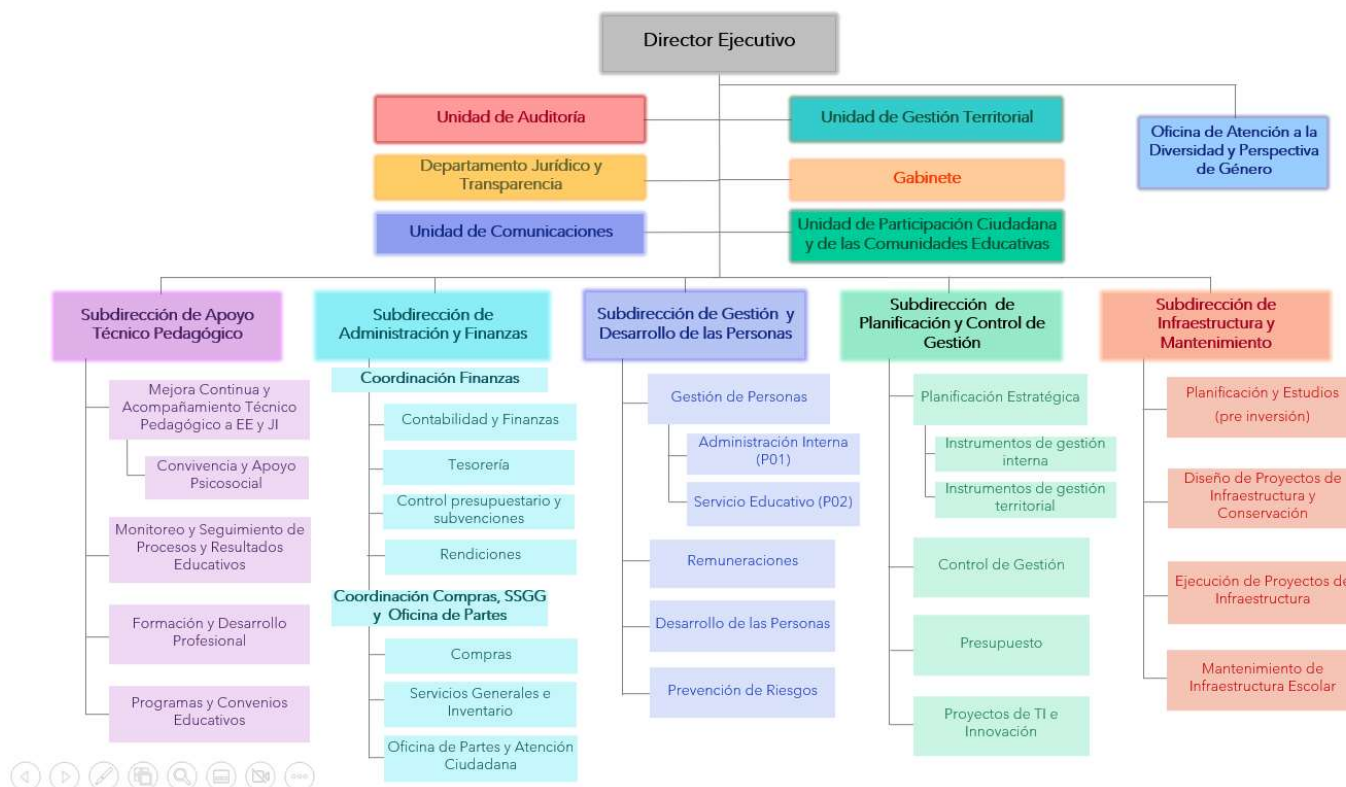 Director Ejecutivo
Unidad de Auditoría
Unidad de Gestión Territorial
Oficina de Atención a la
Diversidad y Perspectiva
de Género
Departamento Jurídico y
Transparencia
Gabinete
Unidad de Comunicaciones
Unidad de Participación Ciudadana
y de las Comunidades Educativas
Subdirección de Apoyo
Técnico Pedagógico
Mejora Continua y
Acompañamiento Técnico
Pedagógico a EE y JI
Convivencia y Apoyo
Psicosocial
Monitoreo y Seguimiento de
Procesos y Resultados
Educativos
Formación y Desarrollo
Profesional
Programas y Convenios
Educativos
Subdirección de
Administración y Finanzas
Coordinación Finanzas
Contabilidad y Finanzas
Tesorería
Control presupuestario y
subvenciones
Rendiciones
Coordinación Compras, SSGG
y Oficina de Partes
Compras
Servicios Generales e
Inventario
Oficina de Partes y Atención
Ciudadana
Subdirección de Gestión y
Desarrollo de las Personas
Gestión de Personas
Administración Interna
(P01)
Servicio Educativo (P02)
Remuneraciones
Desarrollo de las Personas
Prevención de Riesgos
Subdirección de
Planificación y Control de
Gestión
Planificación Estratégica
Instrumentos de gestión
interna
Instrumentos de gestión
territorial
Control de Gestión
Presupuesto
Proyectos de TI e
Innovación
Subdirección de
Infraestructura y
Mantenimiento
Planificación y Estudios
(pre inversión)
Diseño de Proyectos de
Infraestructura y
Conservación
Ejecución de Proyectos de
Infraestructura
Mantenimiento de
Infraestructura Escolar